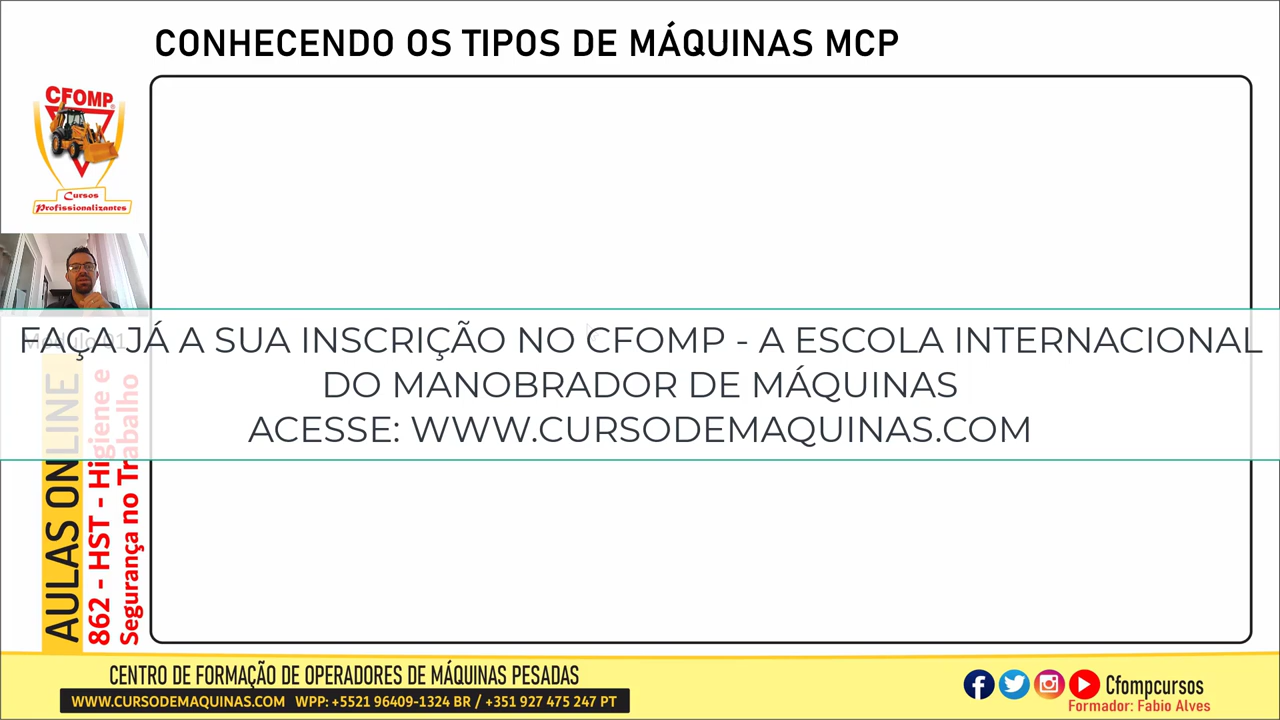 CONHECENDO OS TIPOS DE MÁQUINAS MCP
CFOMP
Cursos
Profissionalizantes
FAÇA JÁ A SUA INSCRIÇÃO NO CFOMP - A ESCOLA INTERNACIONAL
DO MANOBRADOR DE MÁQUINAS
ACESSE: WWW.CURSODEMAQUINAS.COM
Módulo 01
AULAS ONLINE
862 - HST - Higiene e
Segurança no Trabalho
CENTRO DE FORMAÇÃO DE OPERADORES DE MÁQUINAS PESADAS
WWW.CURSODEMAQUINAS.COM WPP: +5521 96409-1324 BR / +351 927 475 247 PT
Cfompcursos
Formador: Fabio Alves